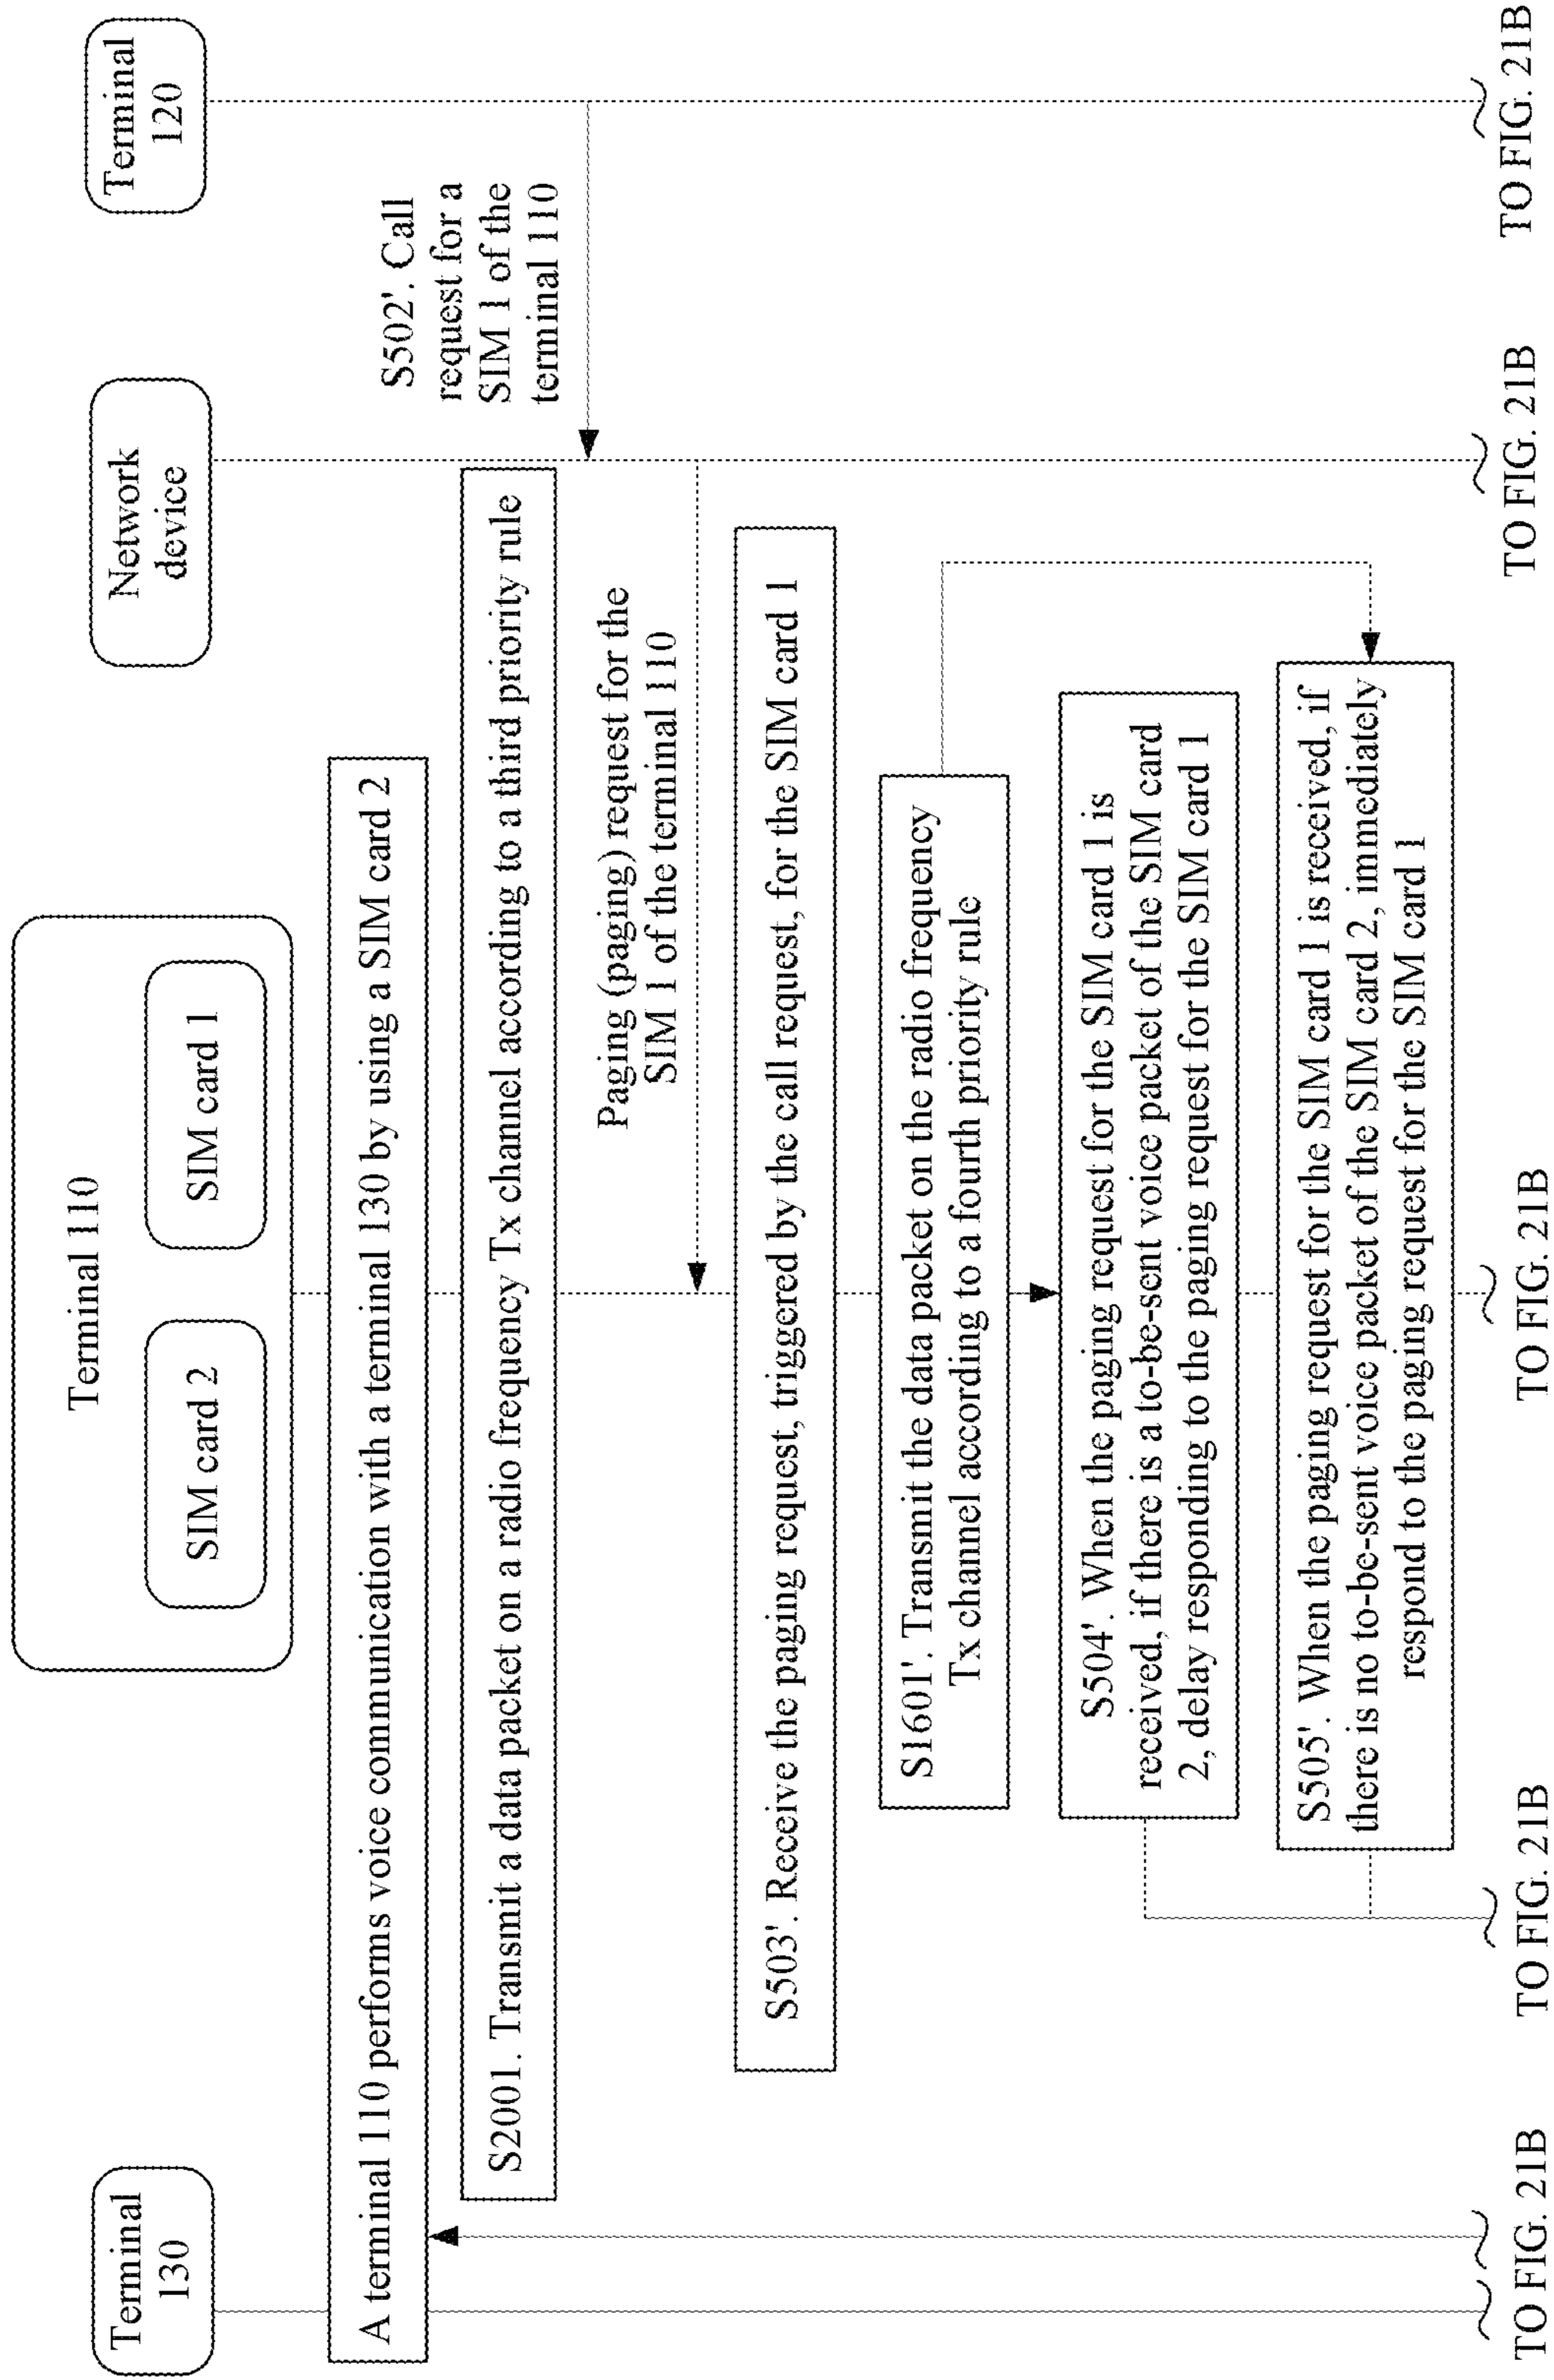 Terminal
130
Terminal 110
SIM card 2
SIM card 1
Network
device
Terminal
120
A terminal 110 performs voice communication with a terminal 130 by using a SIM card 2
S2001. Transmit a data packet on a radio frequency Tx channel according to a third priority rule
S502'. Call
request for a
SIM 1 of the
terminal 110
Paging (paging) request for the
SIM 1 of the terminal 110
S503'. Receive the paging request, triggered by the call request, for the SIM card 1
S1601'. Transmit the data packet on the radio frequency
Tx channel according to a fourth priority rule
S504'. When the paging request for the SIM card 1 is
received, if there is a to-be-sent voice packet of the SIM card
2, delay responding to the paging request for the SIM card 1
S505'. When the paging request for the SIM card 1 is received, if
there is no to-be-sent voice packet of the SIM card 2, immediately
respond to the paging request for the SIM card 1
TO FIG. 21B
TO FIG. 21B
TO FIG. 21B
TO FIG. 21B
TO FIG. 21B